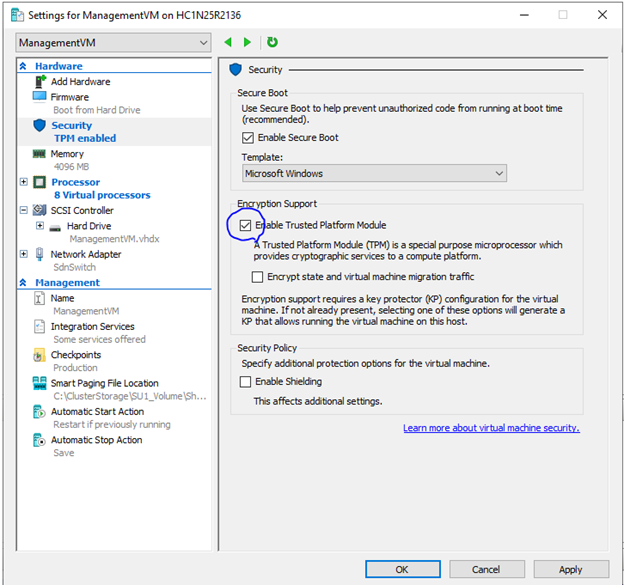 Settings for ManagementVM on HC1N25R2136
ManagementVM
Hardware
Add Hardware
Firmware
Boot from Hard Drive
Security
TPM enabled
Memory
4096 MB
Processor
8 Virtual processors
SCSI Controller
Hard Drive
ManagementVM.vhdx
Network Adapter
SdnSwitch
Management
Name
ManagementVM
Integration Services
Some services offered
Checkpoints
Production
Smart Paging File Location
C:\ClusterStorage\SU1_Volume\Sh...
Automatic Start Action
Restart if previously running
Automatic Stop Action
Save
Security
Secure Boot
Use Secure Boot to help prevent unauthorized code from running at boot time
(recommended).
Enable Secure Boot
Template:
Microsoft Windows
Encryption Support
Enable Trusted Platform Module
A Trusted Platform Module (TPM) is a special purpose microprocessor which
provides cryptographic services to a compute platform.
Encrypt state and virtual machine migration traffic
Encryption support requires a key protector (KP) configuration for the virtual
machine. If not already present, selecting one of these options will generate a
KP that allows running the virtual machine on this host.
Security Policy
Specify additional protection options for the virtual machine.
Enable Shielding
This affects additional settings.
Learn more about virtual machine security.
OK
Cancel
Apply